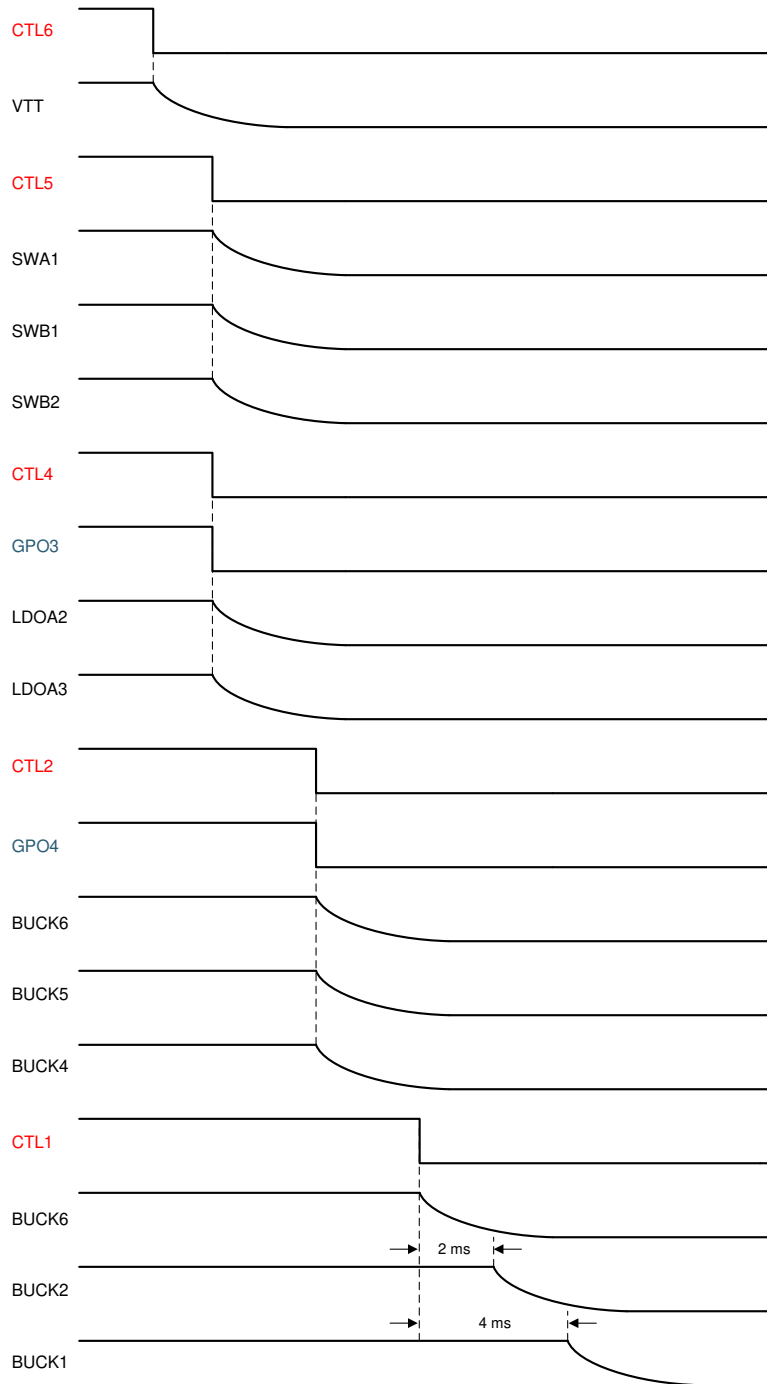 CTL6
VTT
CTL5
SWA1
SWB1
SWB2
CTL4
GPO3
LDOA2
LDOA3
CTL2
GPO4
BUCK6
BUCK5
BUCK4
CTL1
BUCK6
2 ms
BUCK2
4 ms
BUCK1